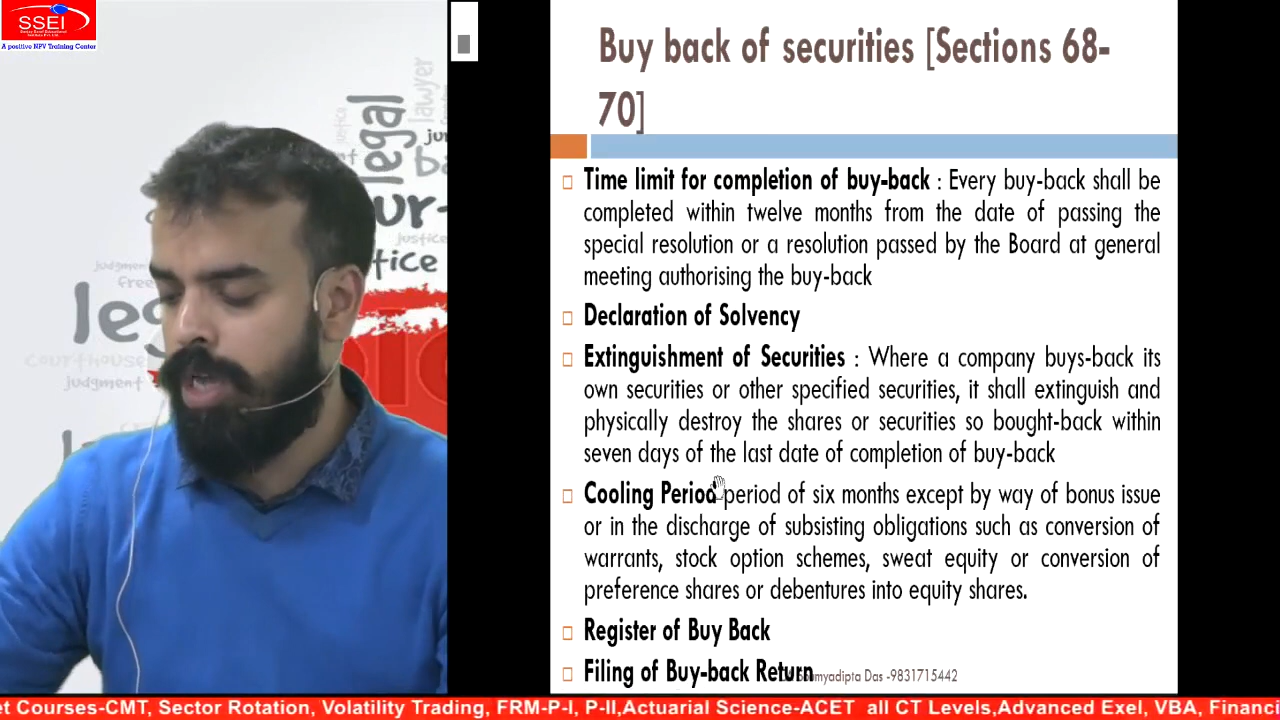 SSEI
A positive NPV Training Center
legal
lawyer
justice
judgment
courthouse
judgment
justice
Buy back of securities [Sections 68-
70]
Time limit for completion of buy-back : Every buy-back shall be
completed within twelve months from the date of passing the
special resolution or a resolution passed by the Board at general
meeting authorising the buy-back
Declaration of Solvency
Extinguishment of Securities : Where a company buys-back its
own securities or other specified securities, it shall extinguish and
physically destroy the shares or securities so bought-back within
seven days of the last date of completion of buy-back
Cooling Period period of six months except by way of bonus issue
or in the discharge of subsisting obligations such as conversion of
warrants, stock option schemes, sweat equity or conversion of
preference shares or debentures into equity shares.
Register of Buy Back
Filing of Buy-back Return
Soumyadipta Das -9831715442
et Courses-CMT, Sector Rotation, Volatility Trading, FRM-P-I, P-II,Actuarial Science-ACET all CT Levels,Advanced Exel, VBA, Financi